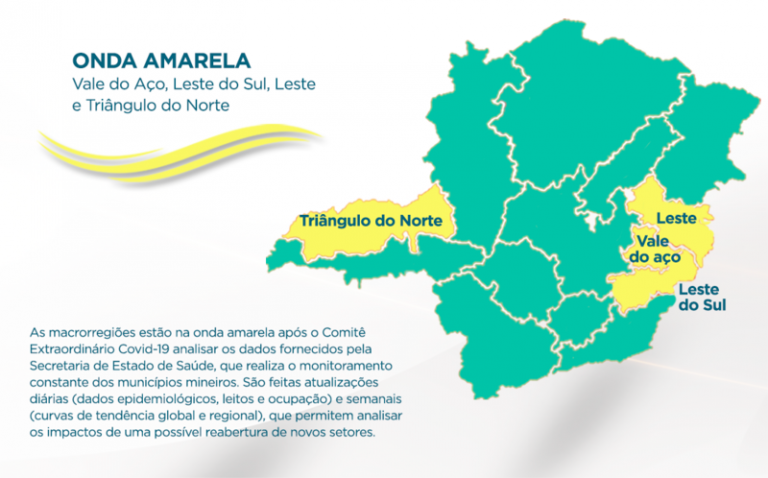 ONDA AMARELA
Vale do Aço, Leste do Sul, Leste
e Triângulo do Norte
Triângulo do Norte
Leste
Vale
do aço
Leste
do Sul
As macrorregiões estão na onda amarela após o Comitê
Extraordinário Covid-19 analisar os dados fornecidos pela
Secretaria de Estado de Saúde, que realiza o monitoramento
constante dos municípios mineiros. São feitas atualizações
diárias (dados epidemiológicos, leitos e ocupação) e semanais
(curvas de tendência global e regional), que permitem analisar
os impactos de uma possível reabertura de novos setores.